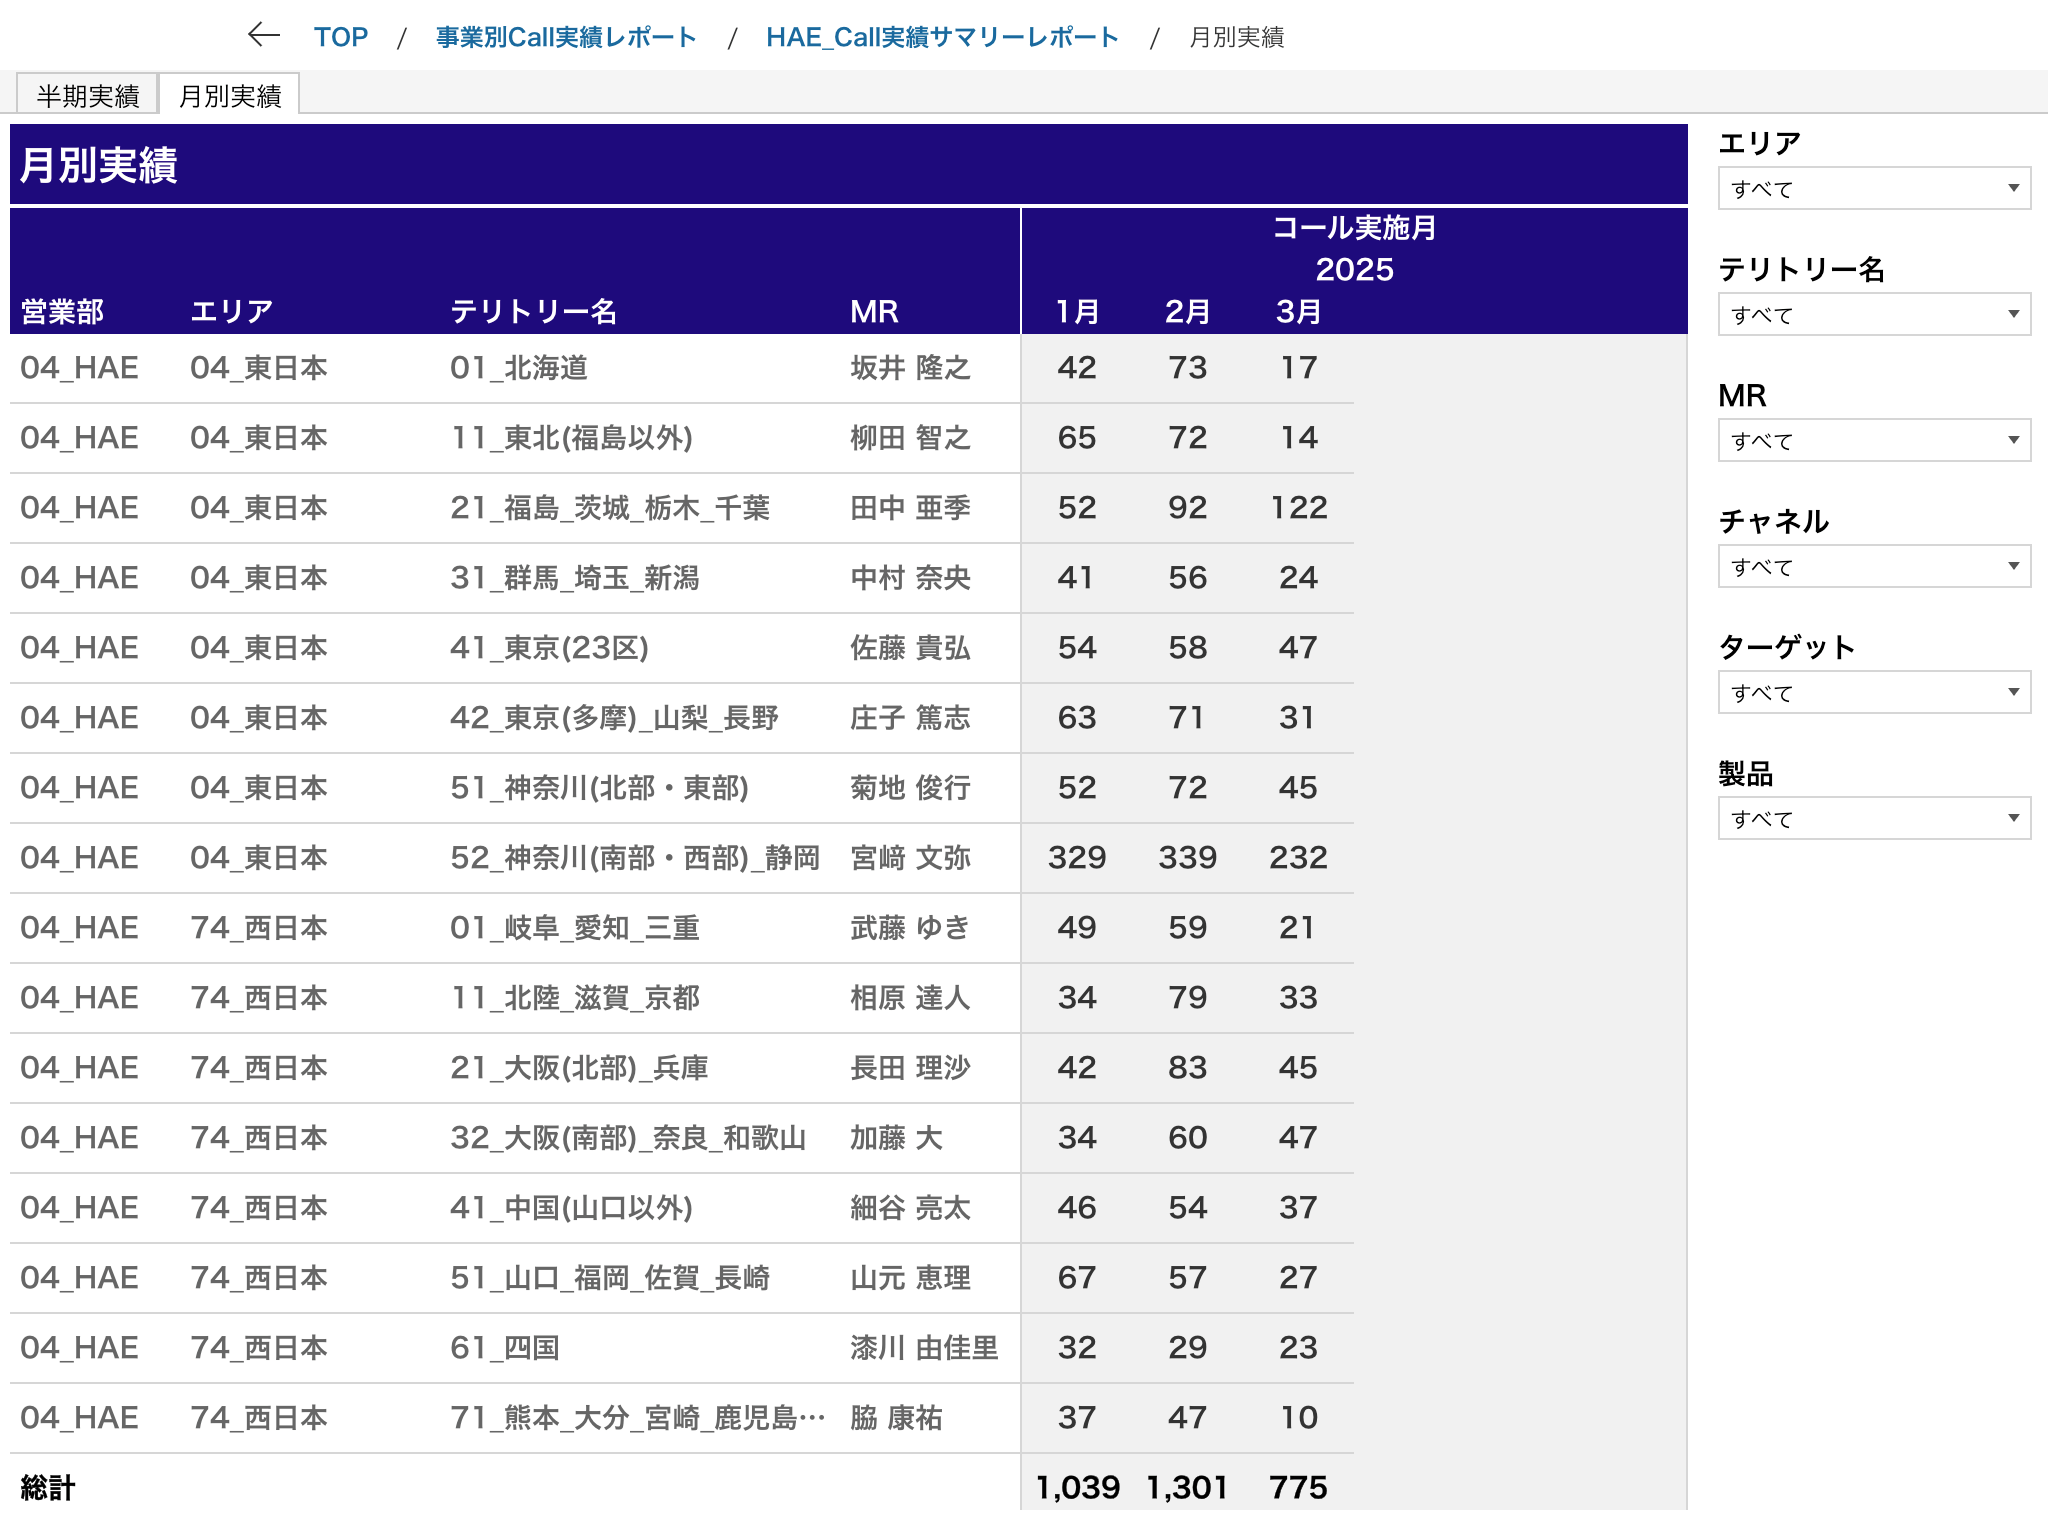 ← TOP / 事業別Call実績レポート / HAE_Call実績サマリーレポート / 月別実績
半期実績 月別実績
月別実績
コール実施月
2025
営業部 エリア テリトリー名 MR 1月 2月 3月
04_HAE 04_東日本 01_北海道 坂井 隆之 42 73 17
04_HAE 04_東日本 11_東北(福島以外) 柳田 智之 65 72 14
04_HAE 04_東日本 21_福島_茨城_栃木_千葉 田中 亜季 52 92 122
04_HAE 04_東日本 31_群馬_埼玉_新潟 中村 奈央 41 56 24
04_HAE 04_東日本 41_東京(23区) 佐藤 貴弘 54 58 47
04_HAE 04_東日本 42_東京(多摩)_山梨_長野 庄子 篤志 63 71 31
04_HAE 04_東日本 51_神奈川(北部・東部) 菊地 俊行 52 72 45
04_HAE 04_東日本 52_神奈川(南部・西部)_静岡 宮﨑 文弥 329 339 232
04_HAE 74_西日本 01_岐阜_愛知_三重 武藤 ゆき 49 59 21
04_HAE 74_西日本 11_北陸_滋賀_京都 相原 達人 34 79 33
04_HAE 74_西日本 21_大阪(北部)_兵庫 長田 理沙 42 83 45
04_HAE 74_西日本 32_大阪(南部)_奈良_和歌山 加藤 大 34 60 47
04_HAE 74_西日本 41_中国(山口以外) 細谷 亮太 46 54 37
04_HAE 74_西日本 51_山口_福岡_佐賀_長崎 山元 恵理 67 57 27
04_HAE 74_西日本 61_四国 漆川 由佳里 32 29 23
04_HAE 74_西日本 71_熊本_大分_宮崎_鹿児島… 脇 康祐 37 47 10
総計 1,039 1,301 775
エリア
すべて
テリトリー名
すべて
MR
すべて
チャネル
すべて
ターゲット
すべて
製品
すべて